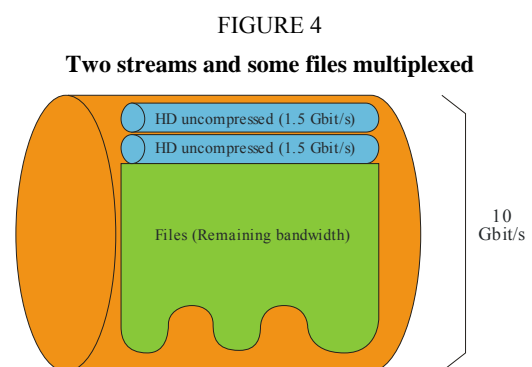 FIGURE 4
Two streams and some files multiplexed
HD uncompressed (1.5 Gbit/s)
HD uncompressed (1.5 Gbit/s)
Files (Remaining bandwidth)
10
Gbit/s